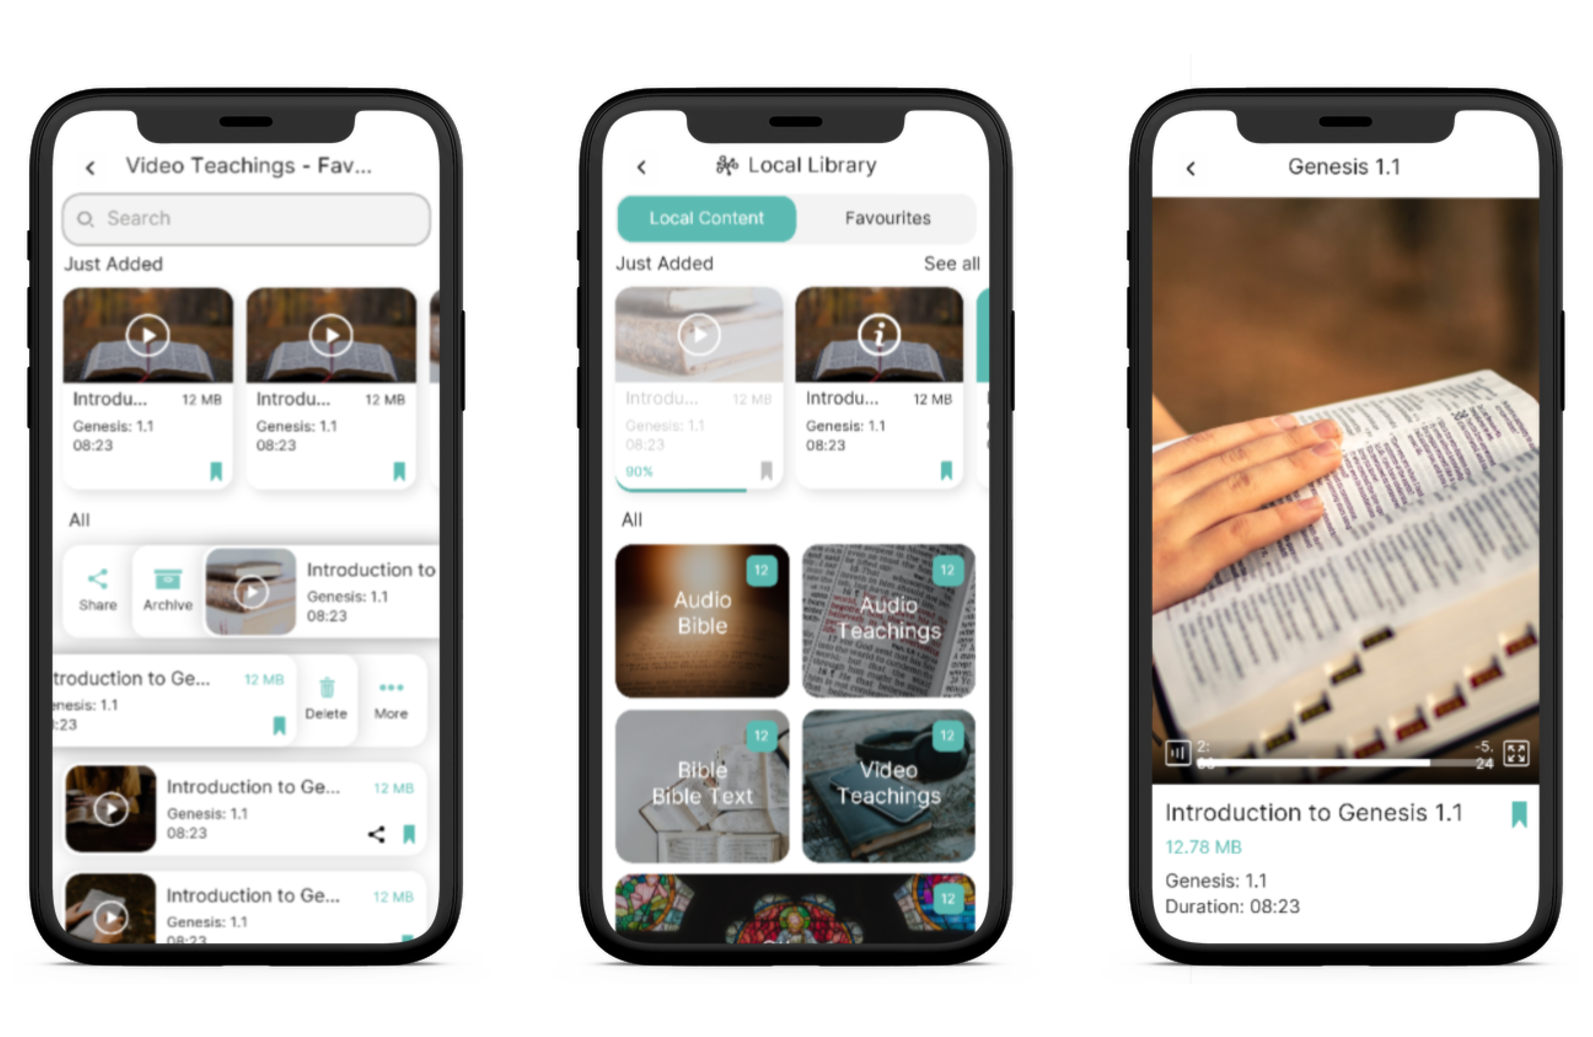 Video Teachings - Fav...
Search
Just Added
Introdu... 12 MB
Genesis: 1.1
08:23
Introdu... 12 MB
Genesis: 1.1
08:23
All
Share
Archive
Introduction to
Genesis: 1.1
08:23
troduction to Ge... 12 MB
enesis: 1.1
:23
Delete
More
Introduction to Ge... 12 MB
Genesis: 1.1
08:23
Introduction to Ge... 12 MB
Genesis: 1.1
08:23
Local Library
Local Content
Favourites
Just Added
See all
Introdu... 12 MB
Genesis: 1.1
08:23
90%
Introdu... 12 MB
Genesis: 1.1
08:23
All
12
Audio
Bible
12
Audio
Teachings
12
Bible
Bible Text
12
Video
Teachings
12
Genesis 1.1
2:
-5.
24
Introduction to Genesis 1.1
12.78 MB
Genesis: 1.1
Duration: 08:23